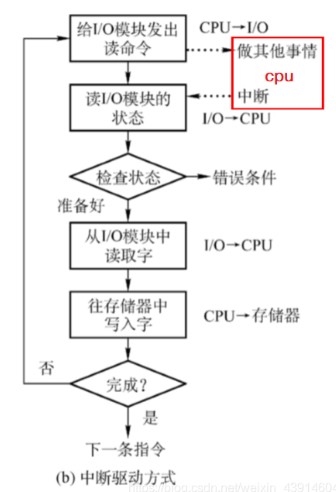 给I/O模块发出
读命令
CPU→I/O
做其他事情
cpu
中断
读I/O模块的
状态
I/O→CPU
检查状态
错误条件
准备好
从I/O模块中
读取字
I/O→CPU
往存储器中
写入字
CPU→存储器
否
完成?
是
下一条指令
(b) 中断驱动方式
https://blog.csdn.net/weixin_43914604